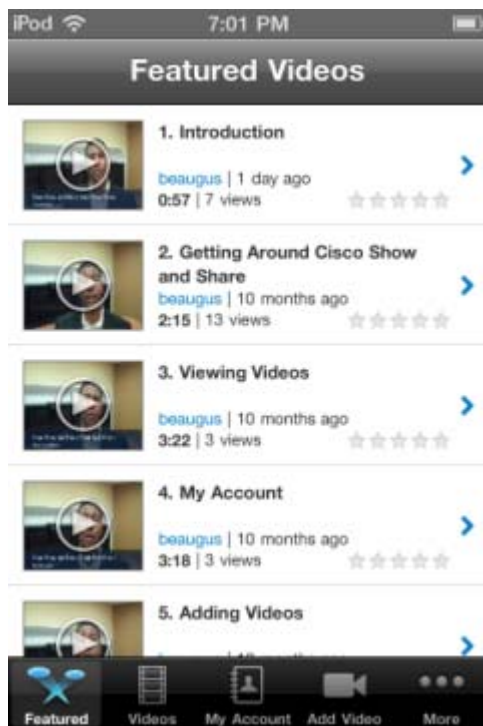 iPod
7:01 PM
Featured Videos
1. Introduction
beaugus | 1 day ago
0:57 | 7 views
2. Getting Around Cisco Show
and Share
beaugus | 10 months ago
2:15 | 13 views
3. Viewing Videos
beaugus | 10 months ago
3:22 | 3 views
4. My Account
beaugus | 10 months ago
3:18 | 3 views
5. Adding Videos
Featured
Videos
My Account
Add Video
More